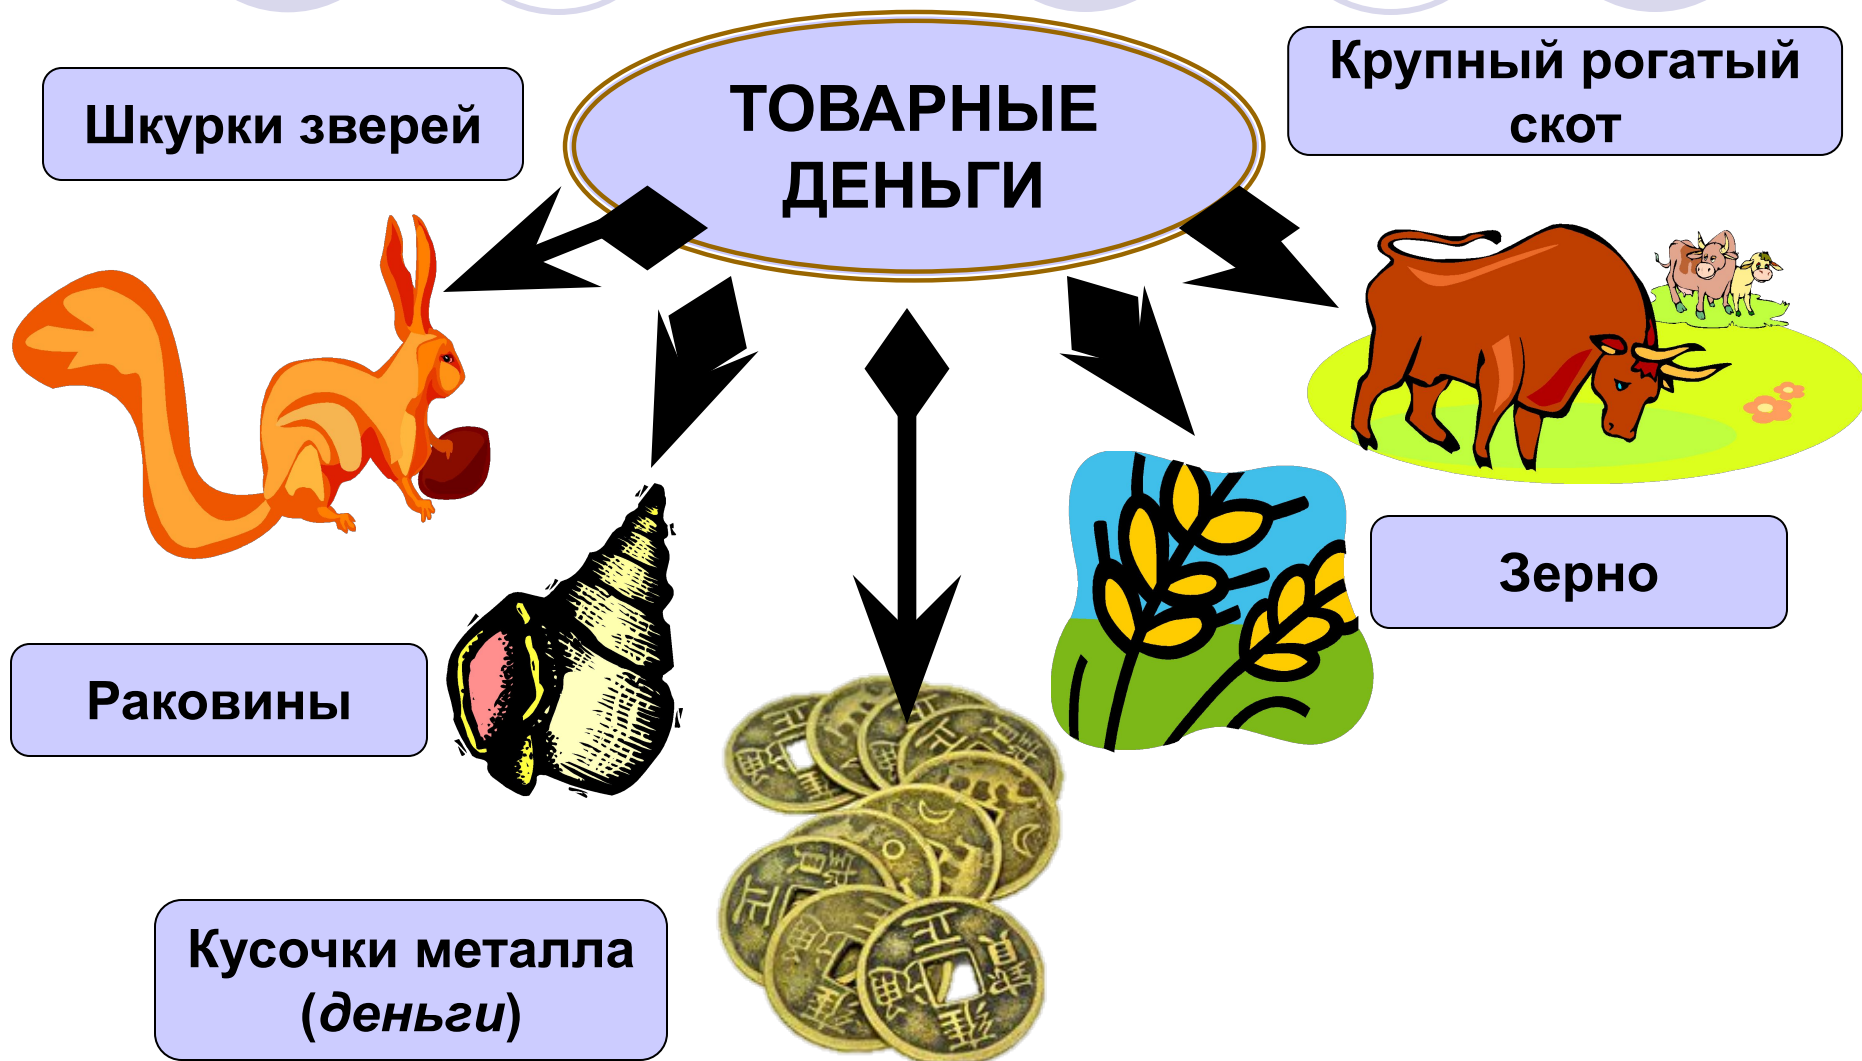 ТОВАРНЫЕ
ДЕНЬГИ
Шкурки зверей
Крупный рогатый
скот
Зерно
Раковины
Кусочки металла
(деньги)